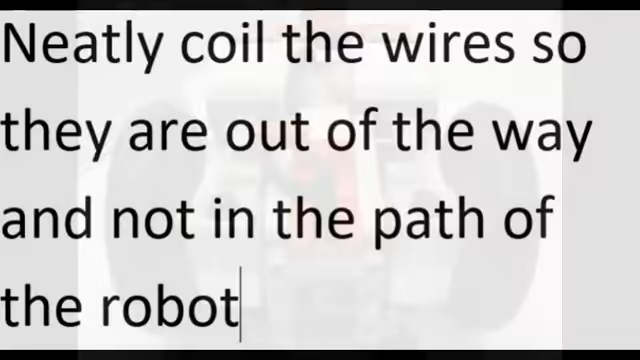 Neatly coil the wires so
they are out of the way
and not in the path of
the robot